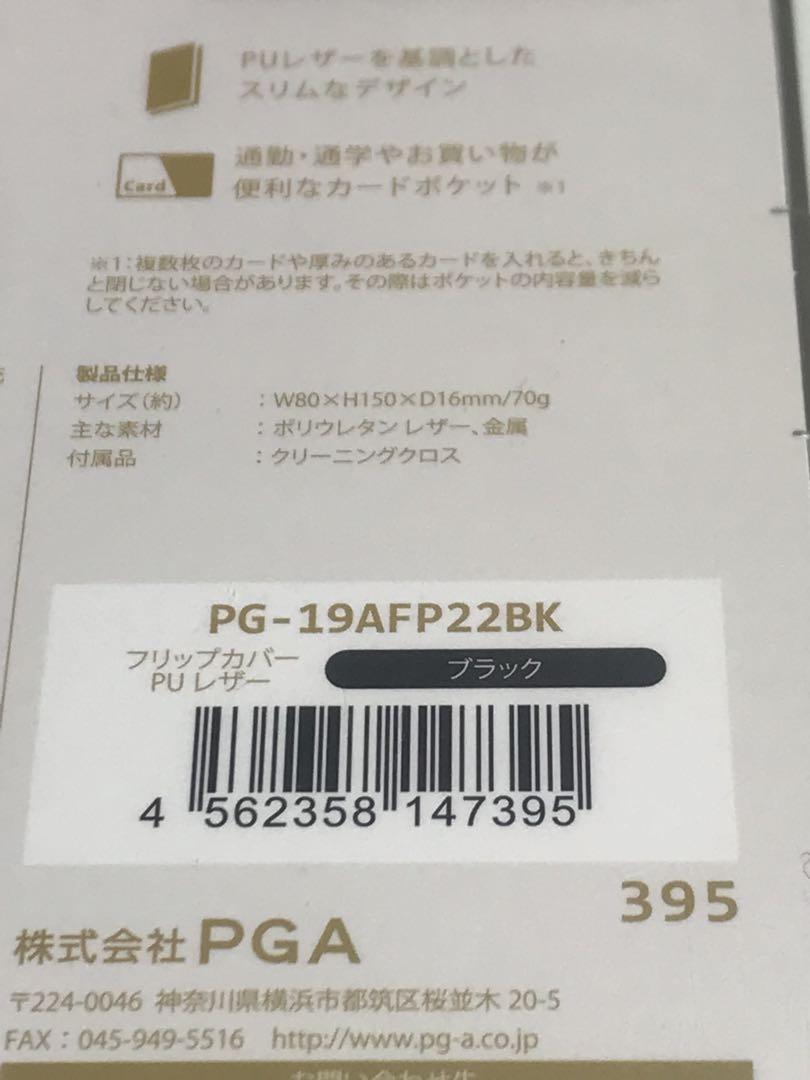 PUレザーを基調とした
スリムなデザイン
Card
通勤・通学やお買い物が
便利なカードポケット ※1
※1：複数枚のカードや厚みのあるカードを入れると、きちん
と閉じない場合があります。その際はポケットの内容量を減ら
してください。
製品仕様
サイズ（約） ：W80×H150×D16mm/70g
主な素材 ：ポリウレタン レザー、金属
付属品 ：クリーニングクロス
PG-19AFP22BK
フリップカバー
PU レザー
ブラック
4 562358 147395
395
株式会社 PGA
〒224-0046 神奈川県横浜市都筑区桜並木 20-5
FAX：045-949-5516 http://www.pg-a.co.jp
お問い合わせ先